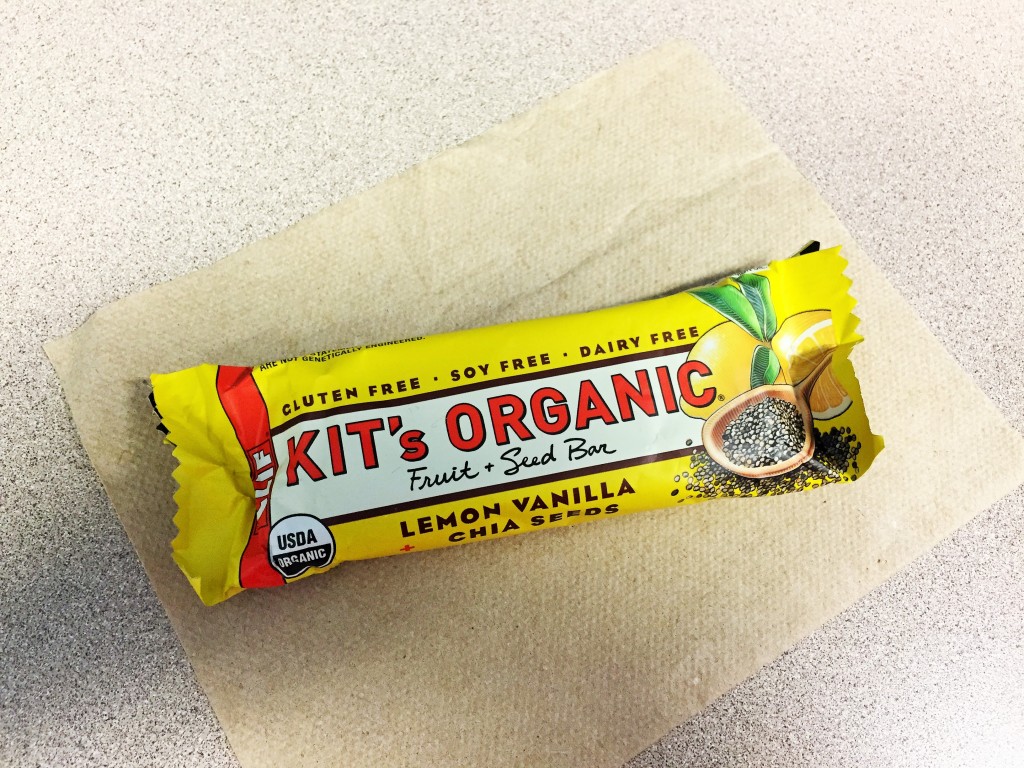 ARE NOT GENETICALLY ENGINEERED.
GLUTEN FREE · SOY FREE · DAIRY FREE
KIT's ORGANIC®
Fruit + Seed Bar
LEMON VANILLA
+ CHIA SEEDS
USDA
ORGANIC